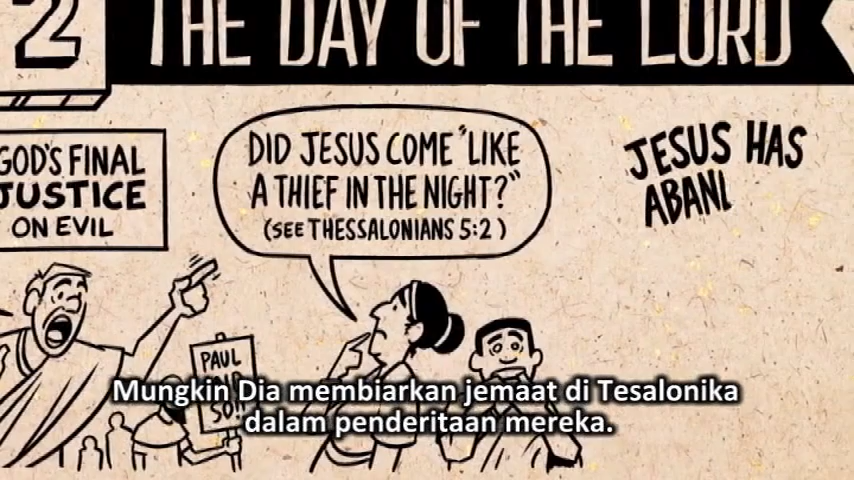 2 THE DAY OF THE LORD
GOD'S FINAL
JUSTICE
ON EVIL
DID JESUS COME "LIKE
A THIEF IN THE NIGHT?"
(SEE THESSALONIANS 5:2)
JESUS HAS
PAUL
Mungkin Dia membiarkan jemaat di Tesalonika
dalam penderitaan mereka.